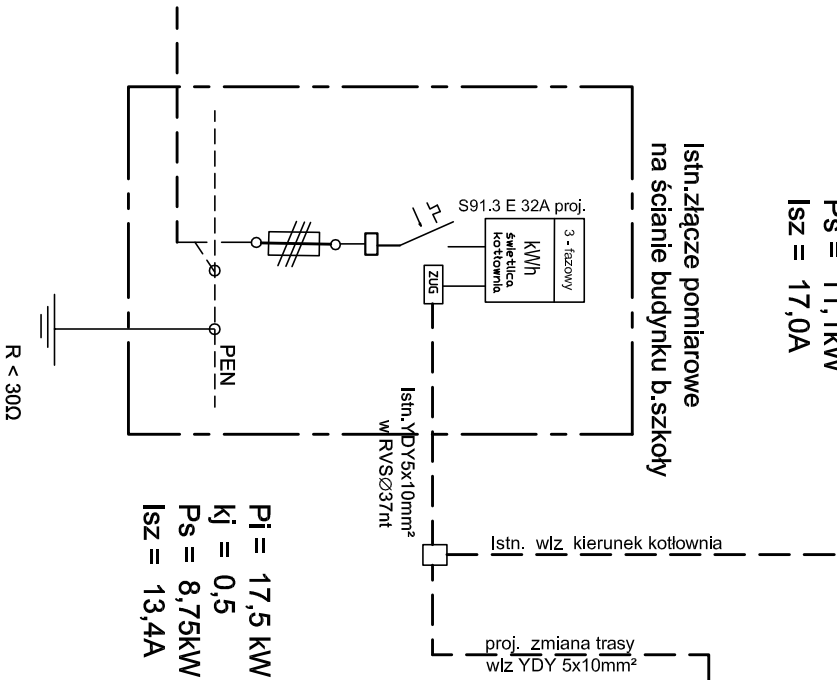 Ps = 11,1kW
Isz = 17,0A
Istn.złącze pomiarowe
na ścianie budynku b.szkoły
S91.3 E 32A proj.
3 - fazowy
kWh
świetlica
kotłownia
ZUG
PEN
R < 30Ω
Istn.YDY5x10mm²
w RVSØ37nt
Pi = 17,5 kW
kj = 0,5
Ps = 8,75kW
Isz = 13,4A
Istn. wlz kierunek kotłownia
proj. zmiana trasy
wlz YDY 5x10mm²